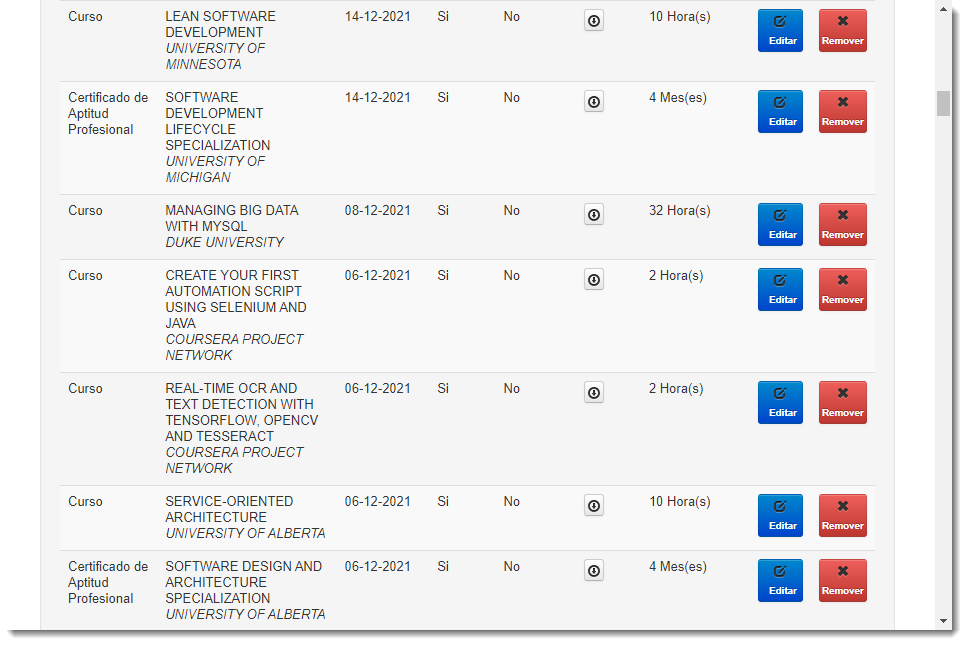 Curso LEAN SOFTWARE 14-12-2021 Si No 10 Hora(s)
DEVELOPMENT
UNIVERSITY OF
MINNESOTA
Editar Remover
Certificado de SOFTWARE 14-12-2021 Si No 4 Mes(es)
Aptitud DEVELOPMENT
Profesional LIFECYCLE
SPECIALIZATION
UNIVERSITY OF
MICHIGAN
Editar Remover
Curso MANAGING BIG DATA 08-12-2021 Si No 32 Hora(s)
WITH MYSQL
DUKE UNIVERSITY
Editar Remover
Curso CREATE YOUR FIRST 06-12-2021 Si No 2 Hora(s)
AUTOMATION SCRIPT
USING SELENIUM AND
JAVA
COURSERA PROJECT
NETWORK
Editar Remover
Curso REAL-TIME OCR AND 06-12-2021 Si No 2 Hora(s)
TEXT DETECTION WITH
TENSORFLOW, OPENCV
AND TESSERACT
COURSERA PROJECT
NETWORK
Editar Remover
Curso SERVICE-ORIENTED 06-12-2021 Si No 10 Hora(s)
ARCHITECTURE
UNIVERSITY OF ALBERTA
Editar Remover
Certificado de SOFTWARE DESIGN AND 06-12-2021 Si No 4 Mes(es)
Aptitud ARCHITECTURE
Profesional SPECIALIZATION
UNIVERSITY OF ALBERTA
Editar Remover